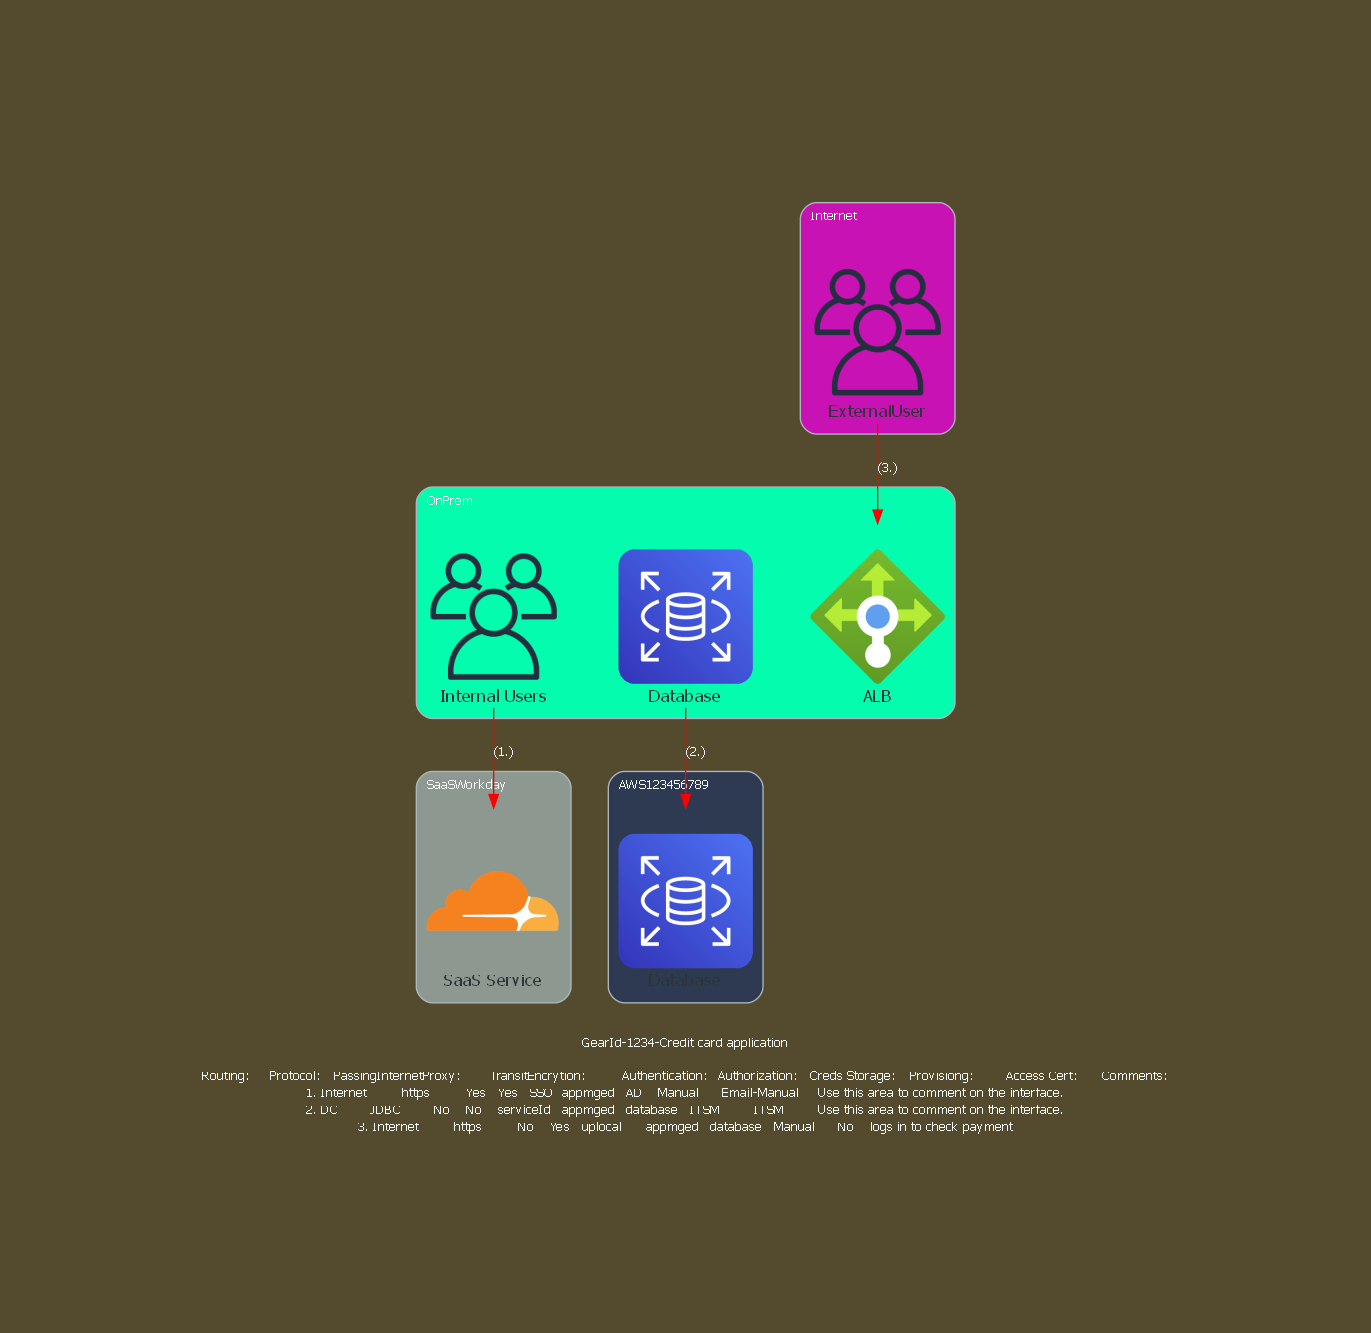 Internet
ExternalUser
(3.)
OnPrem
Internal Users
Database
ALB
(1.)
(2.)
SaaSWorkday
AWS123456789
SaaS Service
Database
GearId-1234-Credit card application
Routing: Protocol: PassingInternetProxy: TransitEncrytion: Authentication: Authorization: Creds Storage: Provisiong: Access Cert: Comments:
1. Internet https Yes Yes SSO appmged AD Manual Email-Manual Use this area to comment on the interface.
2. DC JDBC No No serviceId appmged database ITSM ITSM Use this area to comment on the interface.
3. Internet https No Yes uplocal appmged database Manual No logs in to check payment